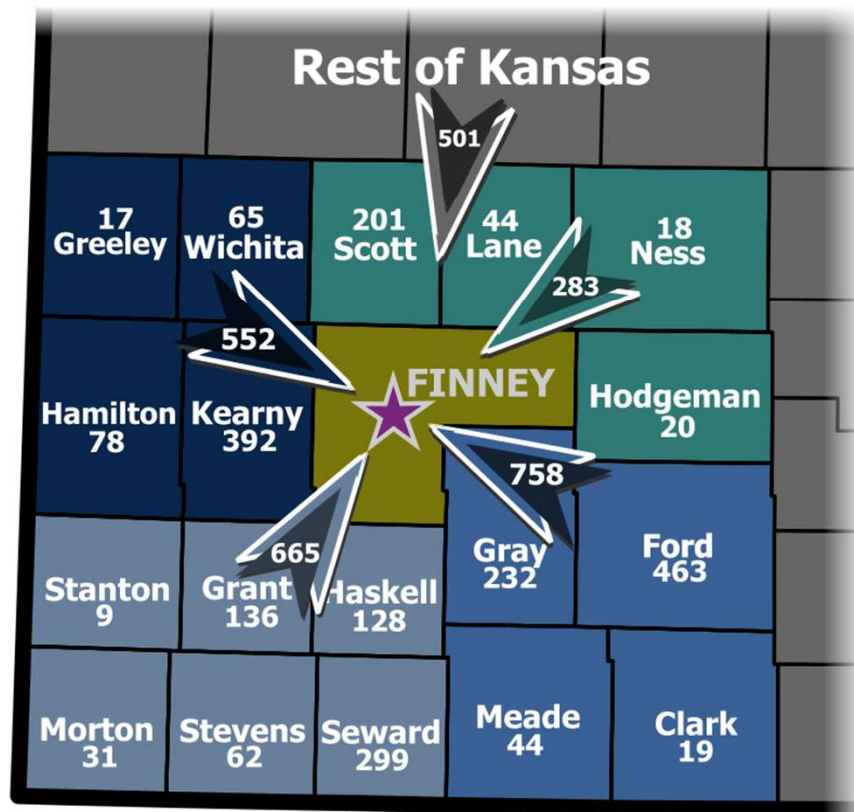 Rest of Kansas
501
17
Greeley
65
Wichita
201
Scott
44
Lane
18
Ness
283
552
FINNEY
Hamilton
78
Kearny
392
Hodgeman
20
758
665
Stanton
9
Grant
136
Haskell
128
Gray
232
Ford
463
Morton
31
Stevens
62
Seward
299
Meade
44
Clark
19